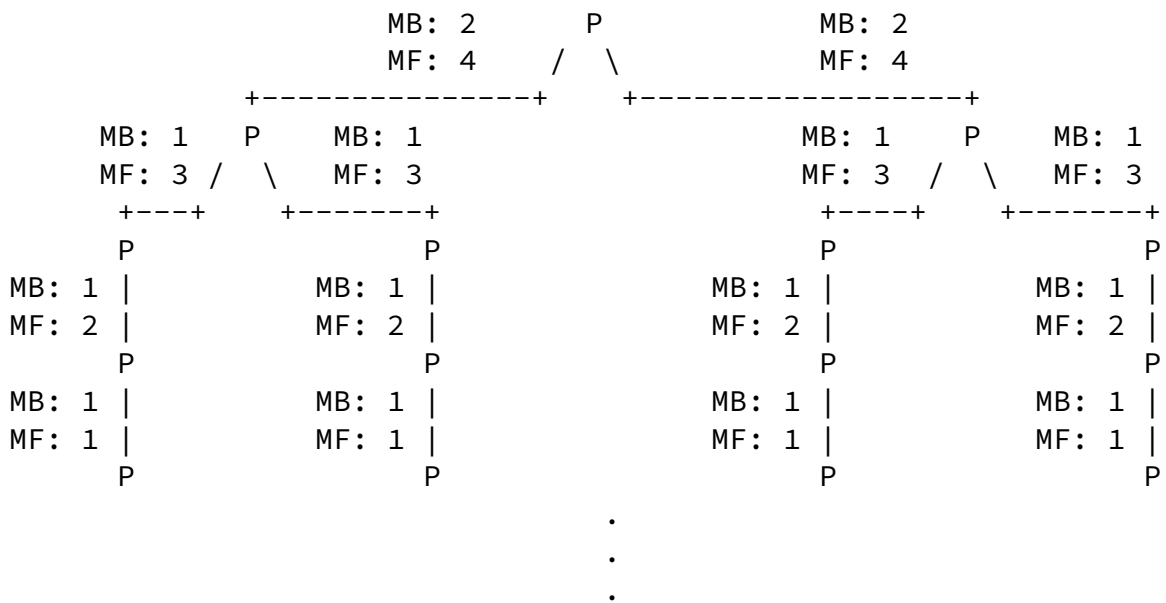 MB: 2 P MB: 2
MF: 4 / \ MF: 4
+---------------+ +------------------+
MB: 1 P MB: 1 MB: 1 P MB: 1
MF: 3 / \ MF: 3 MF: 3 / \ MF: 3
+---+ +-------+ +----+ +-------+
P P P P
MB: 1 | MB: 1 | MB: 1 | MB: 1 |
MF: 2 | MF: 2 | MF: 2 | MF: 2 |
P P P P
MB: 1 | MB: 1 | MB: 1 | MB: 1 |
MF: 1 | MF: 1 | MF: 1 | MF: 1 |
P P P P
.
.
.